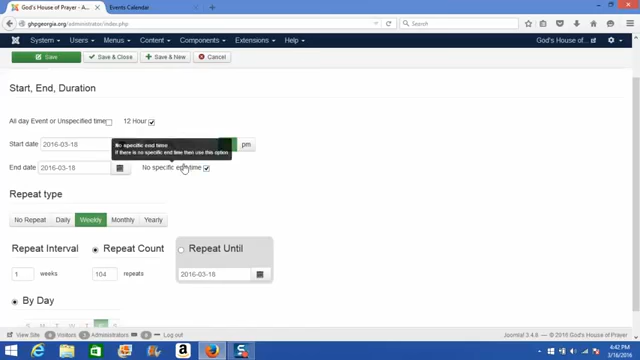 God's House of Prayer - A...
Events Calendar
ghpgeorgia.org/administrator/index.php
Search
System Users Menus Content Components Extensions Help God's House of...
Save Save & Close Save & New Cancel
Start, End, Duration
All day Event or Unspecified time 12 Hour
Start date 2016-03-18 pm
No specific end time
If there is no specific end time then use this option
End date 2016-03-18 No specific end time
Repeat type
No Repeat Daily Weekly Monthly Yearly
Repeat Interval Repeat Count Repeat Until
1 weeks 104 repeats 2016-03-18
By Day
S M T W T F S
View Site 0 Visitors 2 Administrators Log out Joomla! 3.4.8 — © 2016 God's House of Prayer
4:42 PM
3/16/2016